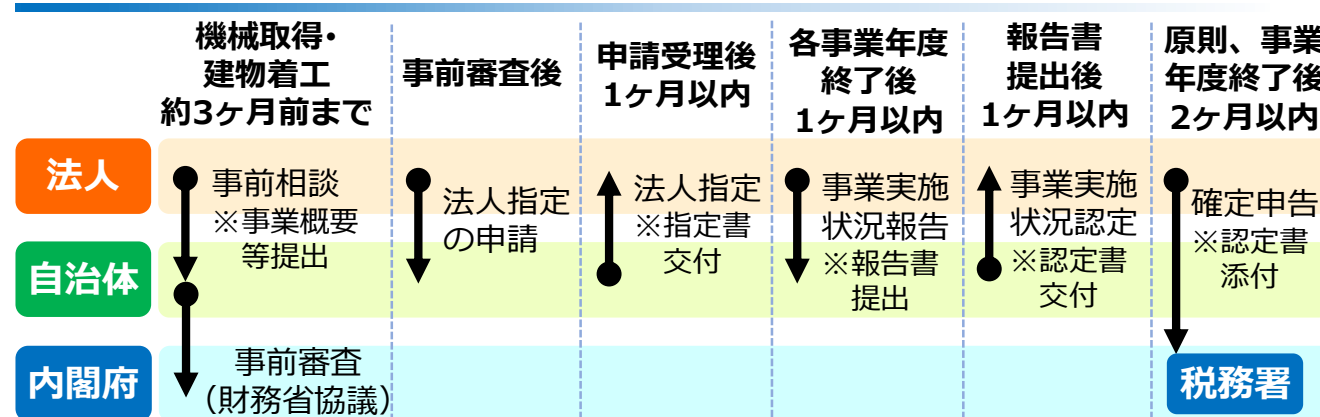 機械取得・
建物着工
約3ヶ月前まで
事前審査後
申請受理後
1ヶ月以内
各事業年度
終了後
1ヶ月以内
報告書
提出後
1ヶ月以内
原則、事業
年度終了後
2ヶ月以内
法人
事前相談
※事業概要
等提出
法人指定
の申請
法人指定
※指定書
交付
事業実施
状況報告
※報告書
提出
事業実施
状況認定
※認定書
交付
確定申告
※認定書
添付
自治体
内閣府
事前審査
（財務省協議）
税務署